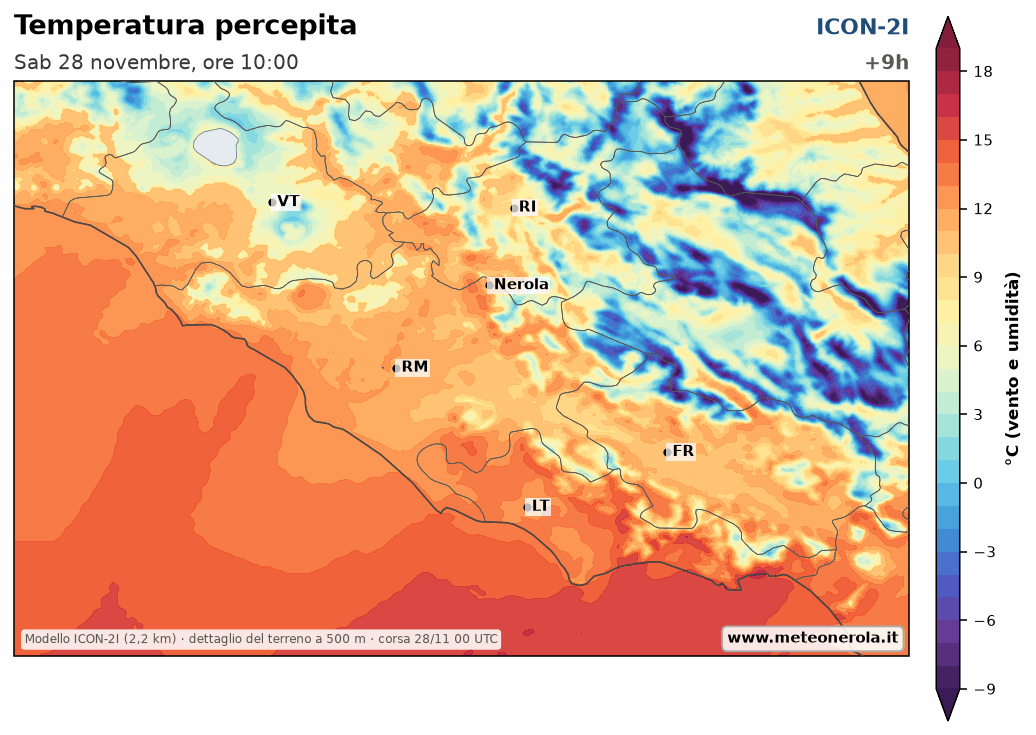 Temperatura percepita
ICON-2I
Sab 28 novembre, ore 10:00
+9h
VT
RI
Nerola
RM
FR
LT
Modello ICON-2I (2,2 km) · dettaglio del terreno a 500 m · corsa 28/11 00 UTC
www.meteonerola.it
18
15
12
9
6
3
0
−3
−6
−9
°C (vento e umidità)